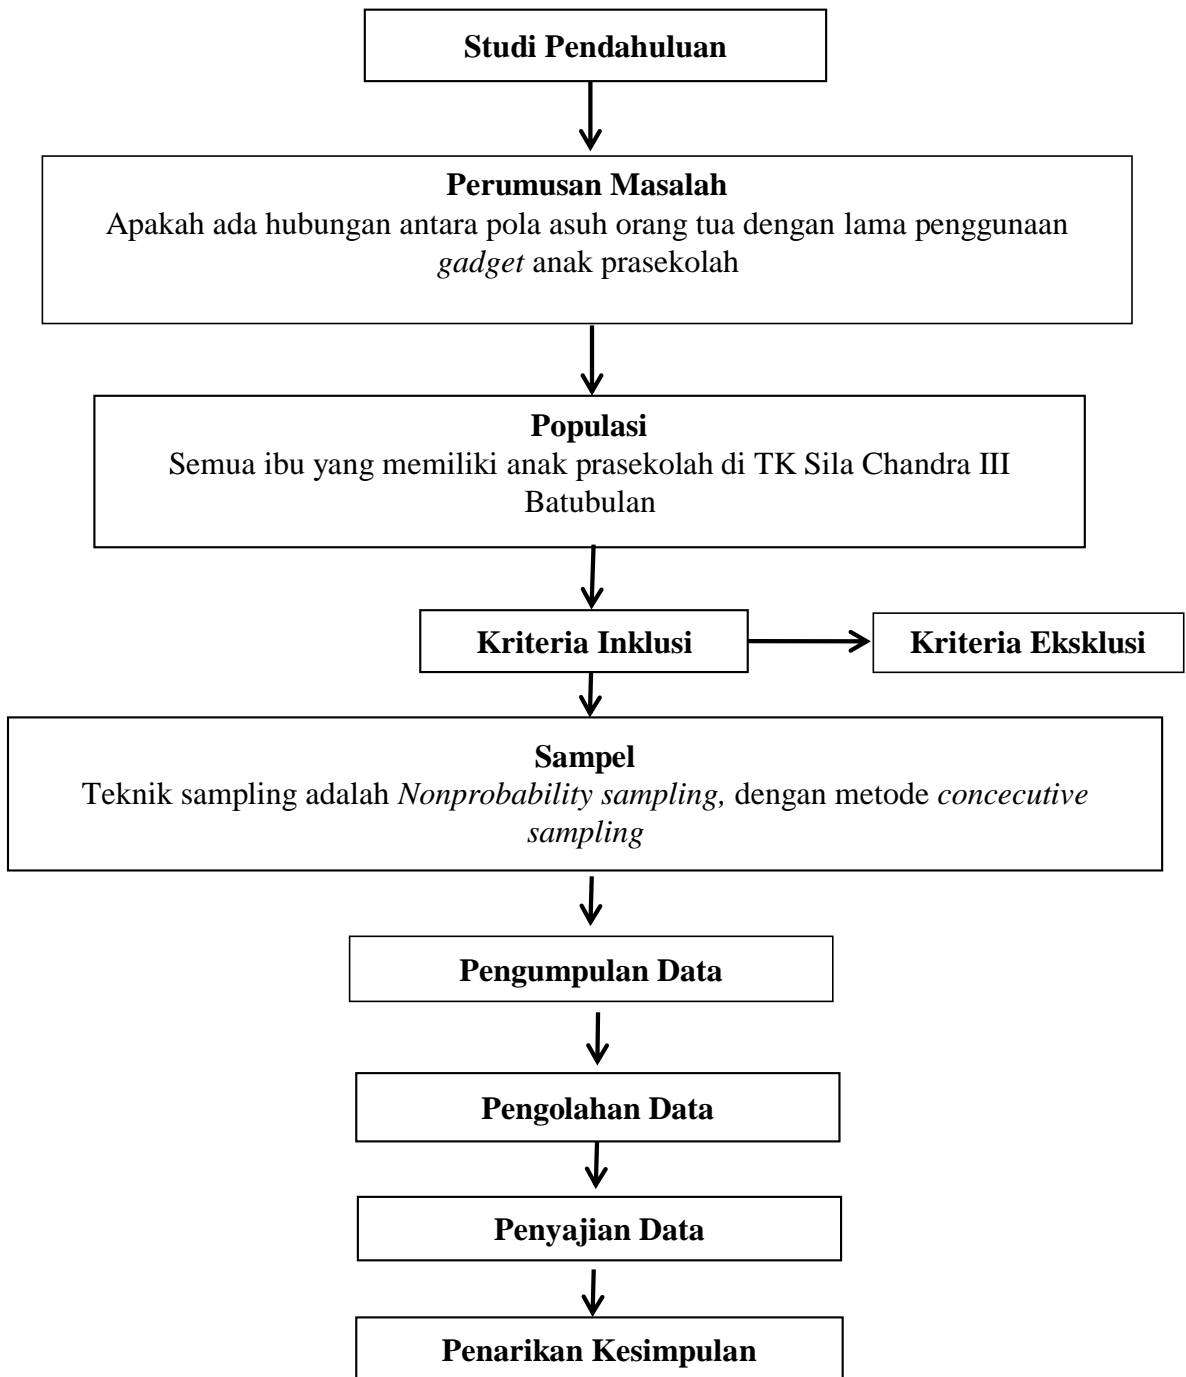 Studi Pendahuluan
Perumusan Masalah
Apakah ada hubungan antara pola asuh orang tua dengan lama penggunaan
gadget anak prasekolah
Populasi
Semua ibu yang memiliki anak prasekolah di TK Sila Chandra III
Batubulan
Kriteria Inklusi
Kriteria Eksklusi
Sampel
Teknik sampling adalah Nonprobability sampling, dengan metode concecutive
sampling
Pengumpulan Data
Pengolahan Data
Penyajian Data
Penarikan Kesimpulan